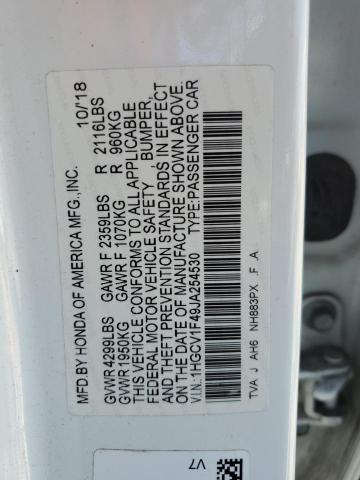 MFD.BY HONDA OF AMERICA MFG.,INC. 10/'18
GVWR 4299LBS GAWR F 2359LBS R 2116LBS
GVWR 1950KG GAWR F 1070KG R 960KG
THIS VEHICLE CONFORMS TO ALL APPLICABLE
FEDERAL MOTOR VEHICLE SAFETY, BUMPER,
AND THEFT PREVENTION STANDARDS IN EFFECT
ON THE DATE OF MANUFACTURE SHOWN ABOVE.
V.I.N.: 1HGCV1F49JA254530 TYPE:PASSENGER CAR
TVA J AH6 NH883PX F A
V7